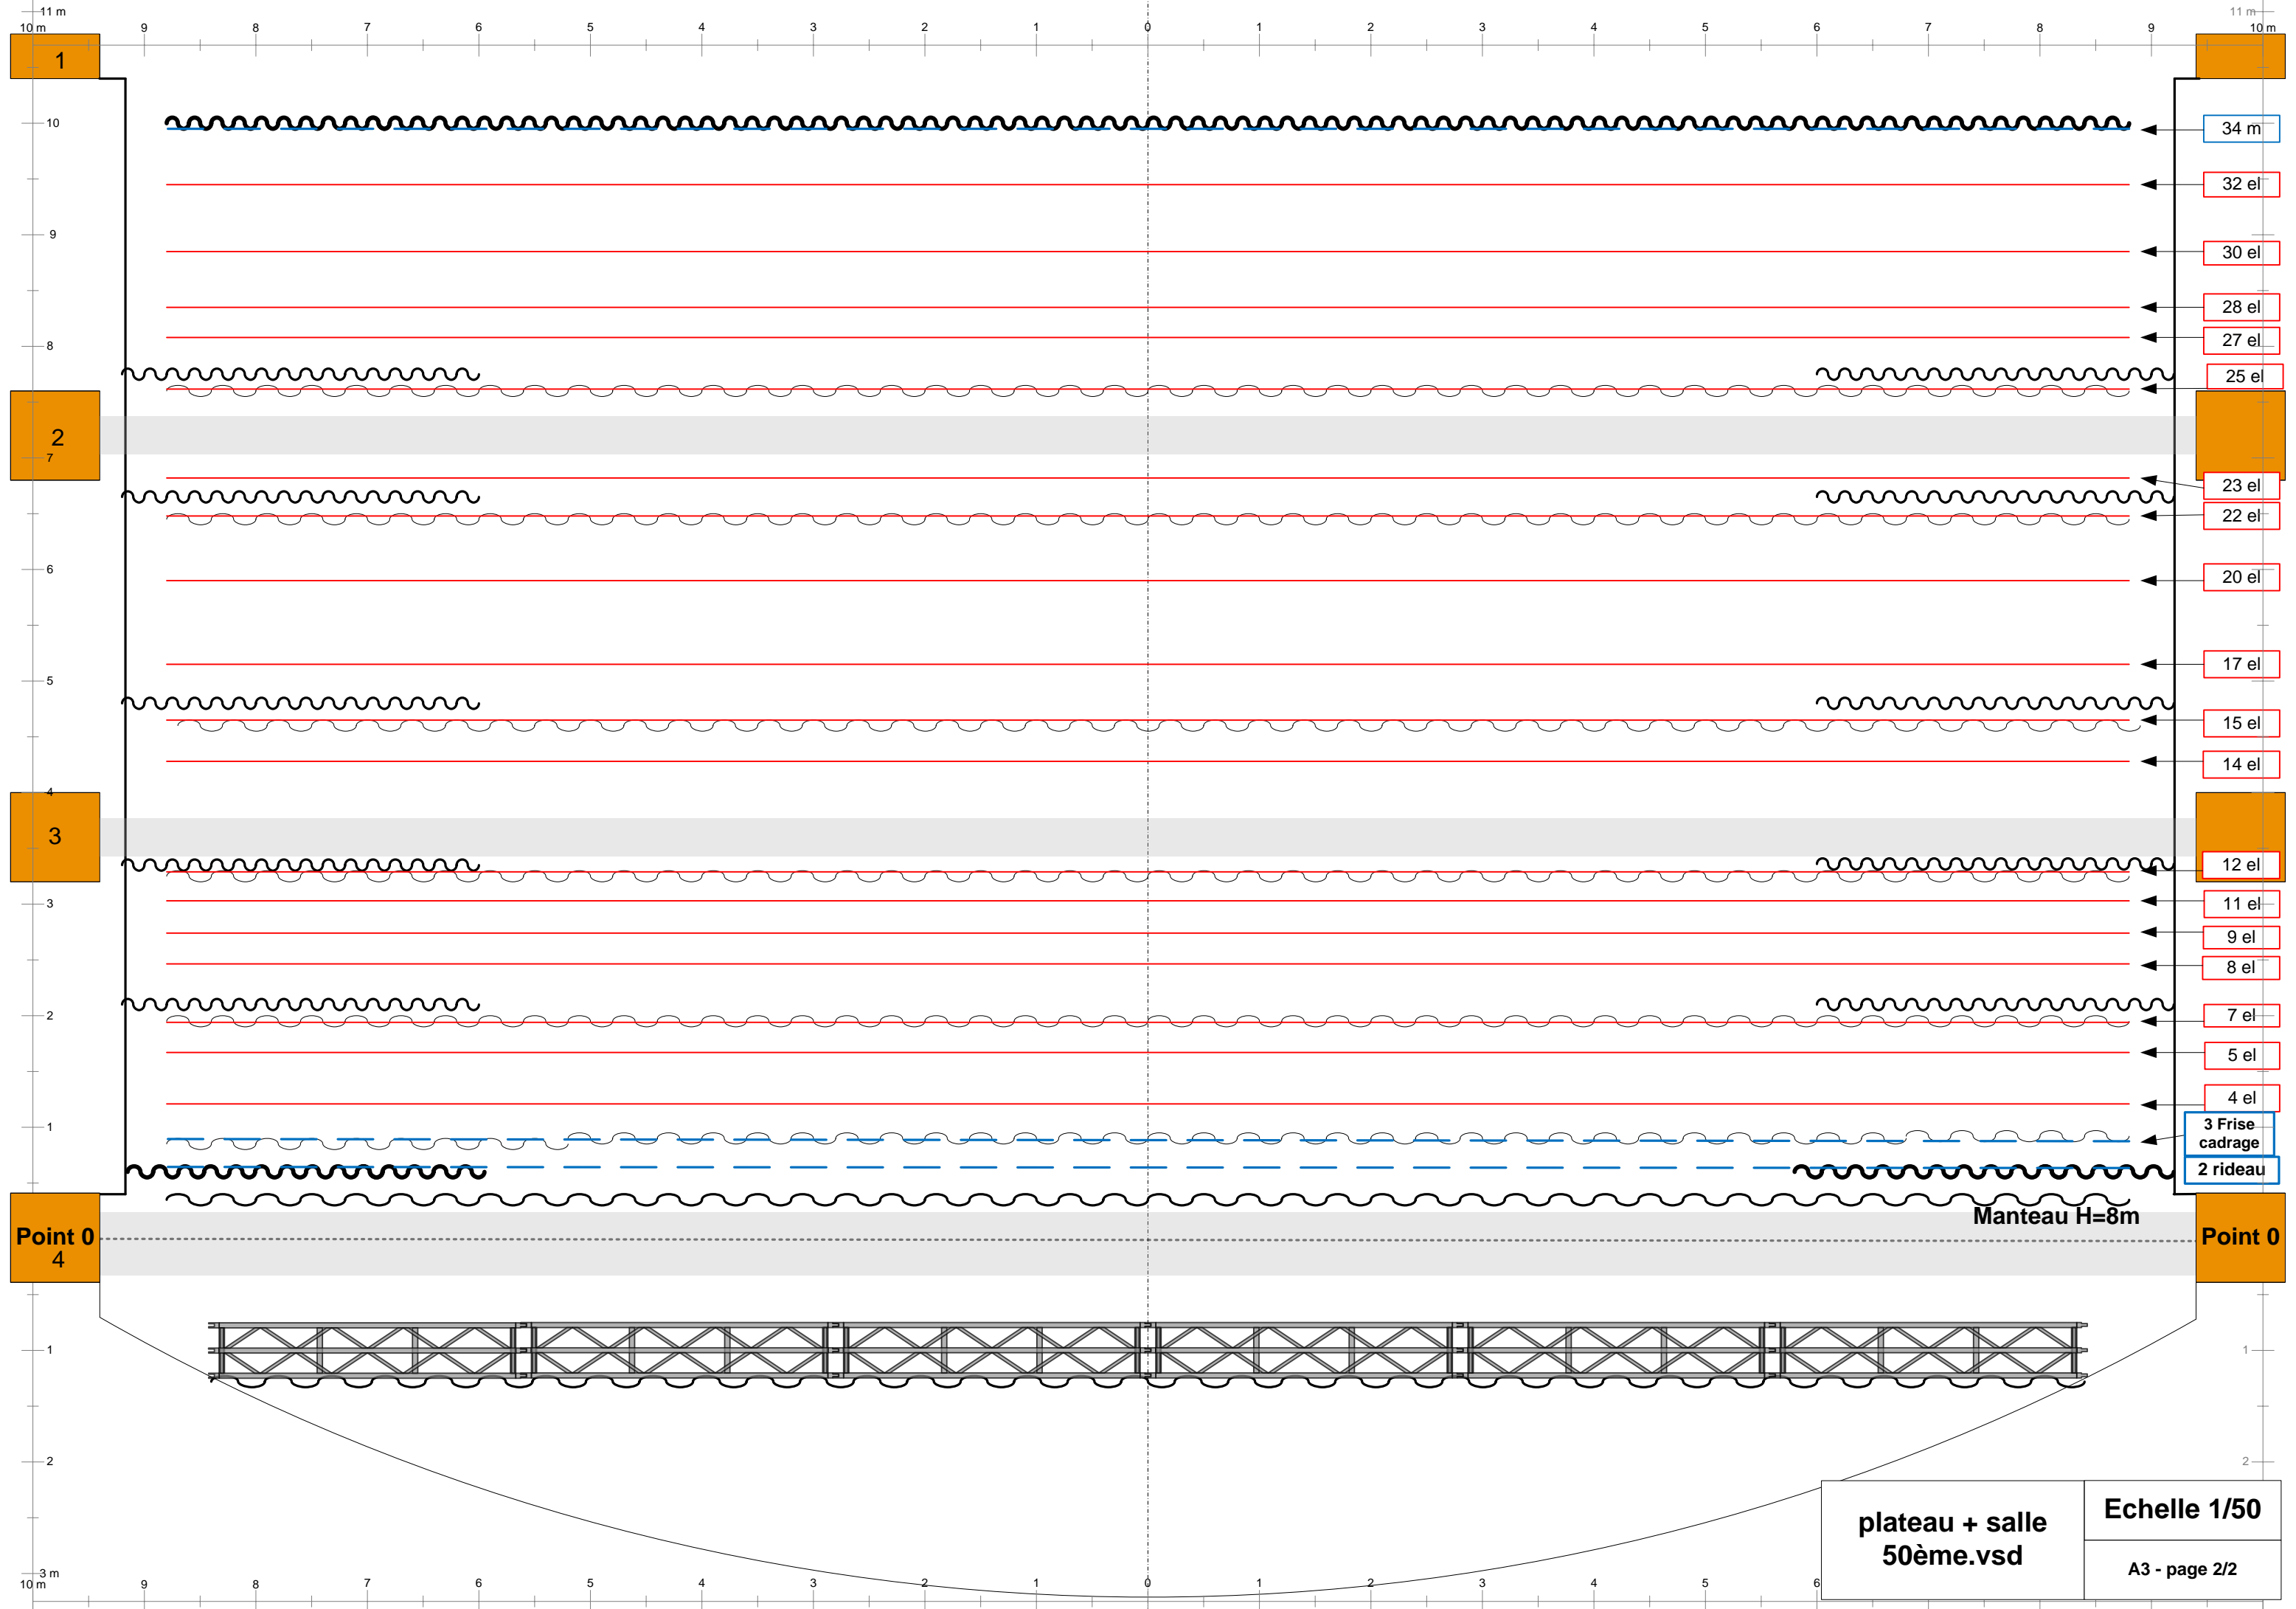 11 m
11 m
10 m 9 8 7 6 5 4 3 2 1 0 1 2 3 4 5 6 7 8 9 10 m
1
10
34 m
32 el
9
30 el
28 el
27 el
8
25 el
2
7
23 el
22 el
6
20 el
17 el
5
15 el
14 el
4
3
12 el
3
11 el
9 el
8 el
2
7 el
5 el
4 el
1
3 Frise
cadrage
2 rideau
Manteau H=8m
Point 0
4
Point 0
1
1
2
2
plateau + salle
50ème.vsd
Echelle 1/50
A3 - page 2/2
3 m
10 m 9 8 7 6 5 4 3 2 1 0 1 2 3 4 5 6